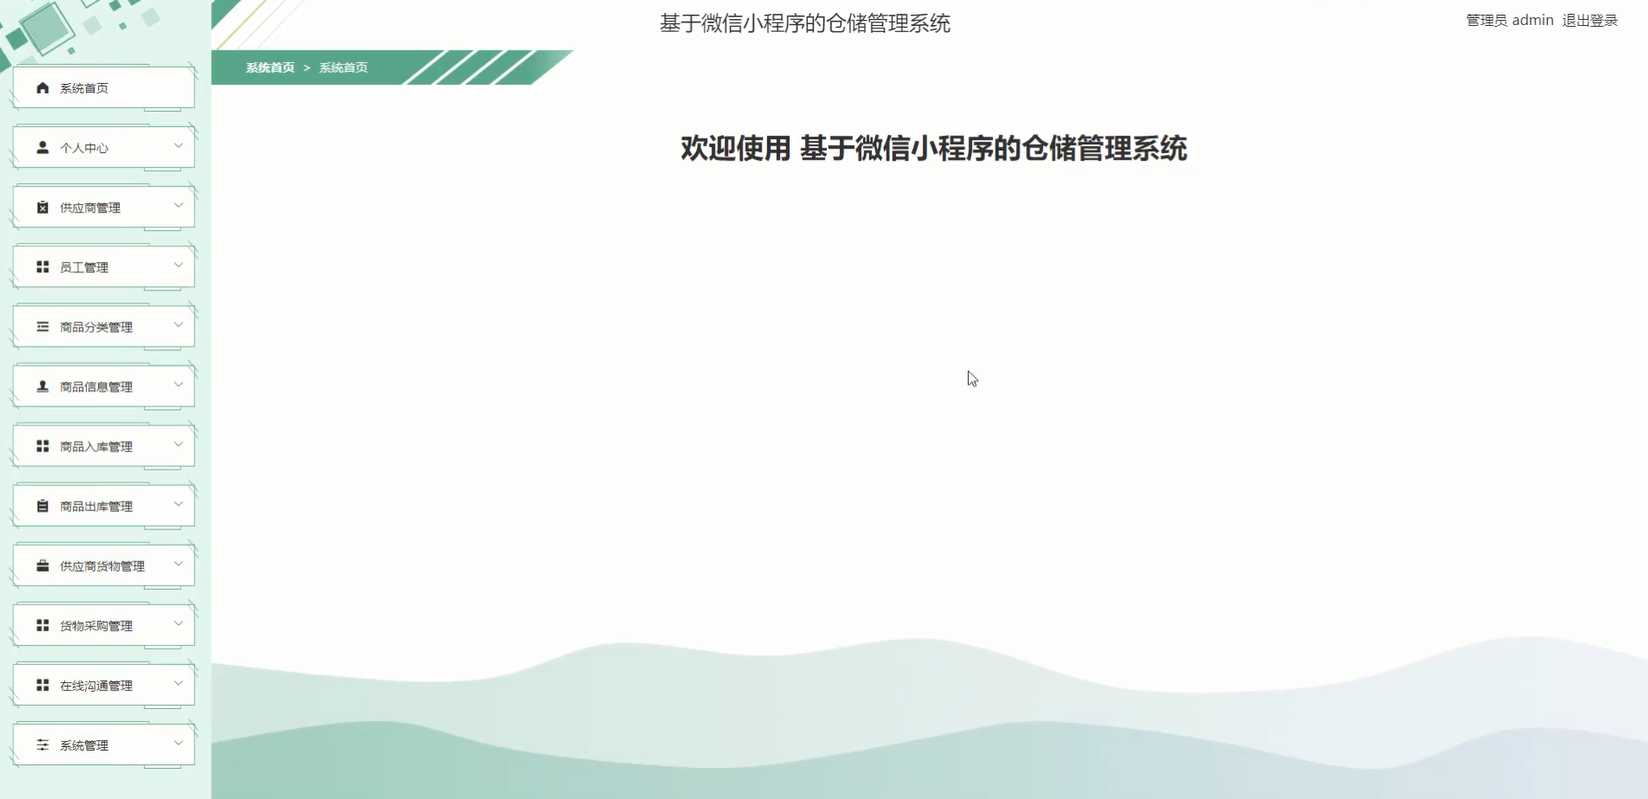 基于微信小程序的仓储管理系统
管理员 admin 退出登录
系统首页 > 系统首页
欢迎使用 基于微信小程序的仓储管理系统
系统首页
个人中心
供应商管理
员工管理
商品分类管理
商品信息管理
商品入库管理
商品出库管理
供应商货物管理
货物采购管理
在线沟通管理
系统管理